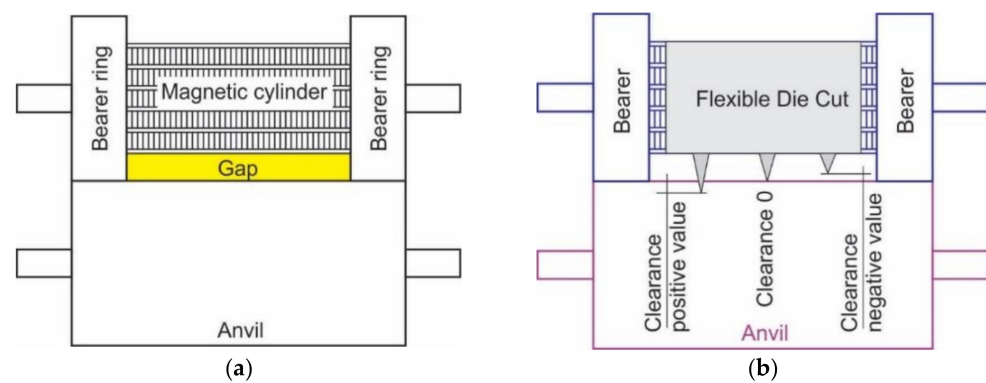 Bearer ring
Magnetic cylinder
Bearer ring
Gap
Anvil
(a)
Bearer
Flexible Die Cut
Bearer
Clearance
positive value
Clearance 0
Clearance
negative value
Anvil
(b)